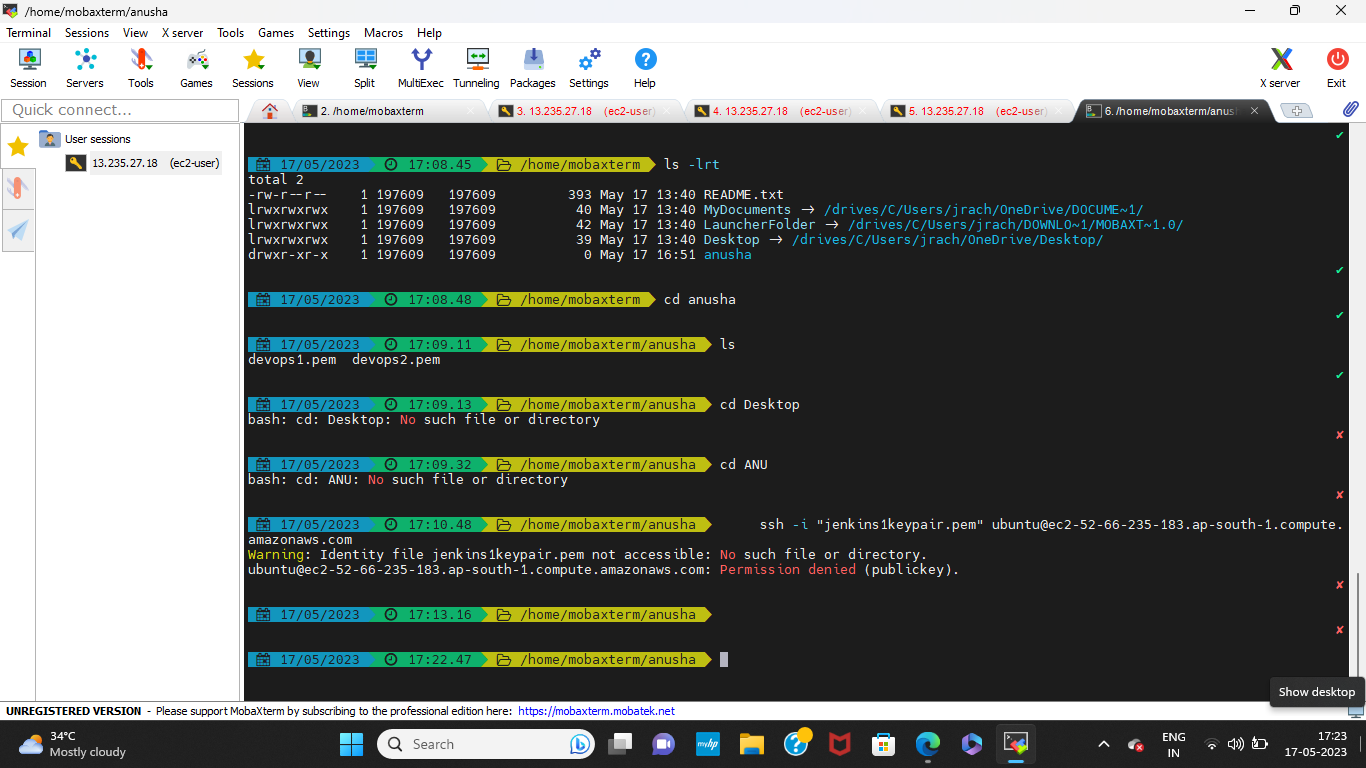 /home/mobaxterm/anusha
Terminal Sessions View X server Tools Games Settings Macros Help
Session Servers Tools Games Sessions View Split MultiExec Tunneling Packages Settings Help X server Exit
Quick connect...
2. /home/mobaxterm
3. 13.235.27.18 (ec2-user)
4. 13.235.27.18 (ec2-user)
5. 13.235.27.18 (ec2-user)
6. /home/mobaxterm/anush
User sessions
13.235.27.18 (ec2-user)
17/05/2023 17:08.45 /home/mobaxterm ls -lrt
total 2
-rw-r--r-- 1 197609 197609 393 May 17 13:40 README.txt
lrwxrwxrwx 1 197609 197609 40 May 17 13:40 MyDocuments → /drives/C/Users/jrach/OneDrive/DOCUME~1/
lrwxrwxrwx 1 197609 197609 42 May 17 13:40 LauncherFolder → /drives/C/Users/jrach/DOWNLO~1/MOBAXT~1.0/
lrwxrwxrwx 1 197609 197609 39 May 17 13:40 Desktop → /drives/C/Users/jrach/OneDrive/Desktop/
drwxr-xr-x 1 197609 197609 0 May 17 16:51 anusha
17/05/2023 17:08.48 /home/mobaxterm cd anusha
17/05/2023 17:09.11 /home/mobaxterm/anusha ls
devops1.pem devops2.pem
17/05/2023 17:09.13 /home/mobaxterm/anusha cd Desktop
bash: cd: Desktop: No such file or directory
17/05/2023 17:09.32 /home/mobaxterm/anusha cd ANU
bash: cd: ANU: No such file or directory
17/05/2023 17:10.48 /home/mobaxterm/anusha ssh -i "jenkins1keypair.pem" ubuntu@ec2-52-66-235-183.ap-south-1.compute.
amazonaws.com
Warning: Identity file jenkins1keypair.pem not accessible: No such file or directory.
ubuntu@ec2-52-66-235-183.ap-south-1.compute.amazonaws.com: Permission denied (publickey).
17/05/2023 17:13.16 /home/mobaxterm/anusha
17/05/2023 17:22.47 /home/mobaxterm/anusha
Show desktop
UNREGISTERED VERSION - Please support MobaXterm by subscribing to the professional edition here: https://mobaxterm.mobatek.net
34°C
Mostly cloudy
Search
myhp
ENG
IN
17:23
17-05-2023